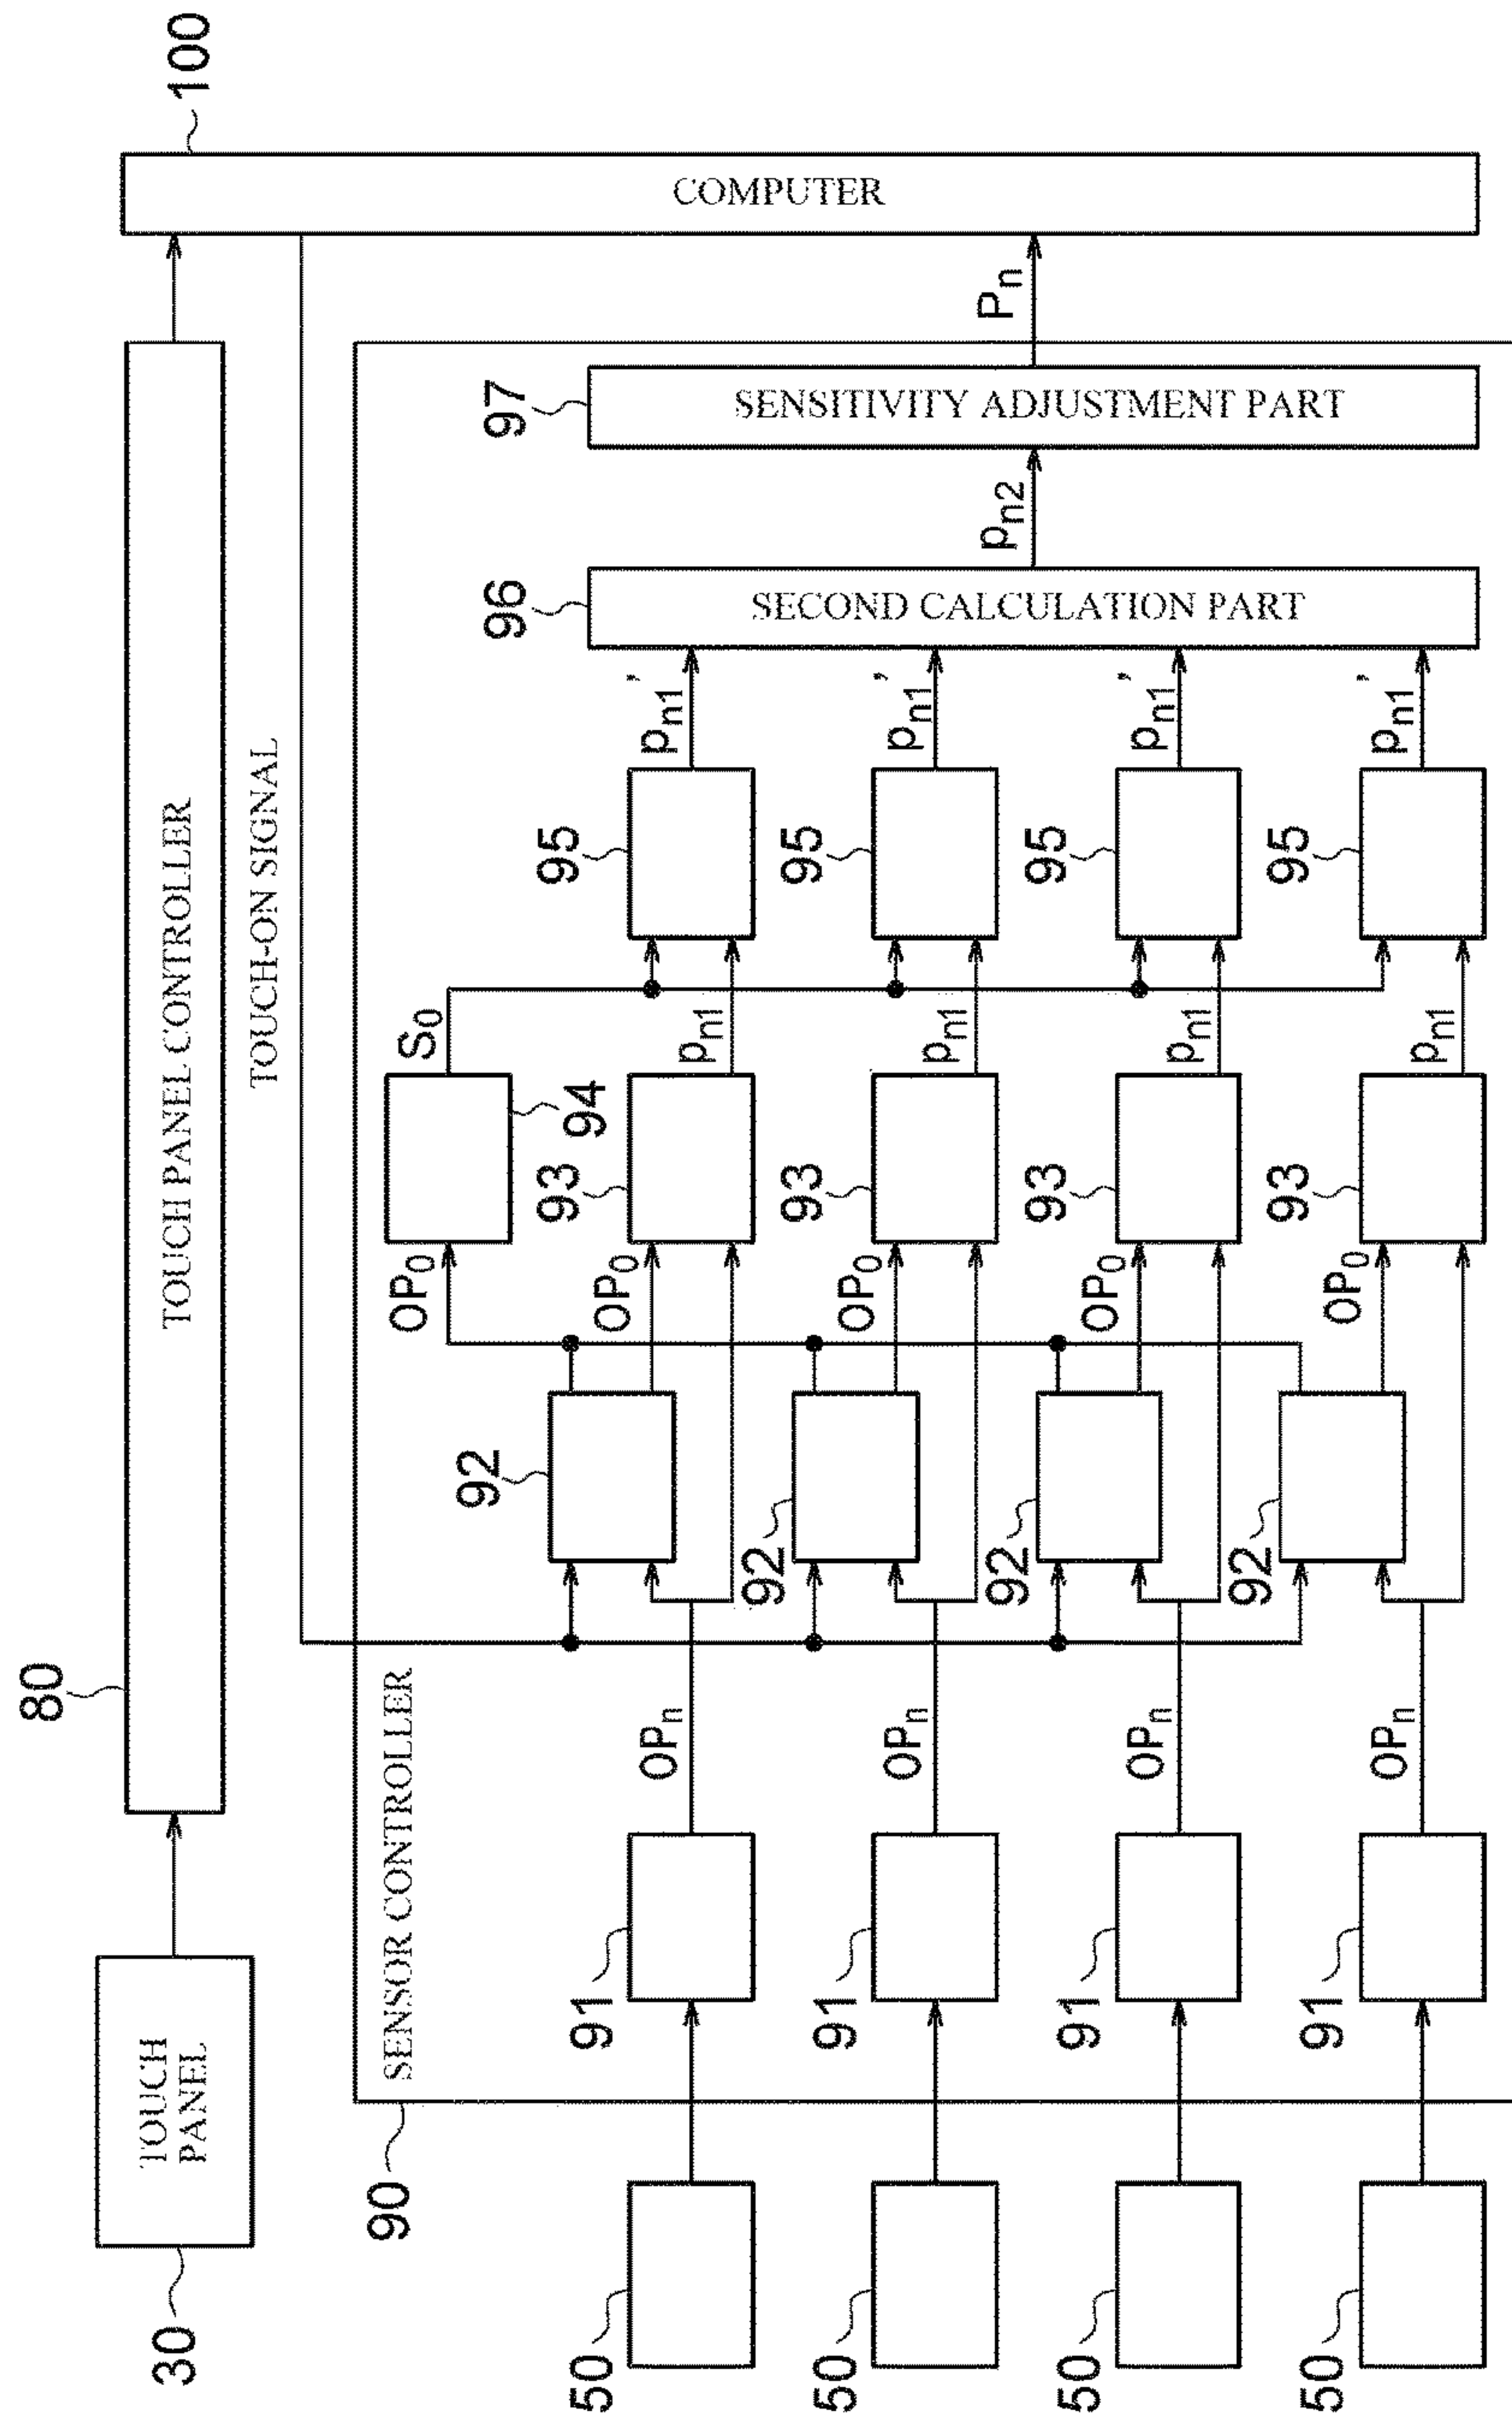 30
TOUCH
PANEL
80
TOUCH PANEL CONTROLLER
100
COMPUTER
TOUCH-ON SIGNAL
90
SENSOR CONTROLLER
94
OP0
S0
50
91
OPn
92
OP0
93
pn1
95
pn1'
50
91
OPn
92
OP0
93
pn1
95
pn1'
50
91
OPn
92
OP0
93
pn1
95
pn1'
50
91
OPn
92
OP0
93
pn1
95
pn1'
96
SECOND CALCULATION PART
pn2
97
SENSITIVITY ADJUSTMENT PART
Pn